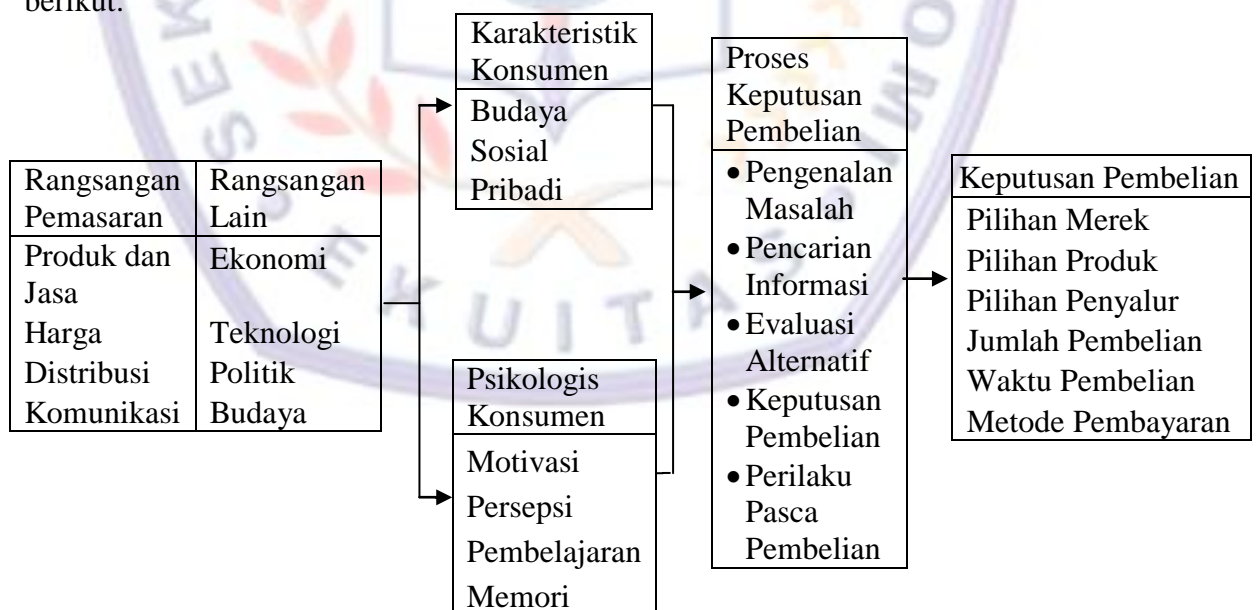 berikut.
Rangsangan
Pemasaran
Produk dan
Jasa
Harga
Distribusi
Komunikasi
Rangsangan
Lain
Ekonomi
Teknologi
Politik
Budaya
Karakteristik
Konsumen
Budaya
Sosial
Pribadi
Psikologis
Konsumen
Motivasi
Persepsi
Pembelajaran
Memori
Proses
Keputusan
Pembelian
•Pengenalan
Masalah
•Pencarian
Informasi
•Evaluasi
Alternatif
•Keputusan
Pembelian
•Perilaku
Pasca
Pembelian
Keputusan Pembelian
Pilihan Merek
Pilihan Produk
Pilihan Penyalur
Jumlah Pembelian
Waktu Pembelian
Metode Pembayaran
EKUITAS